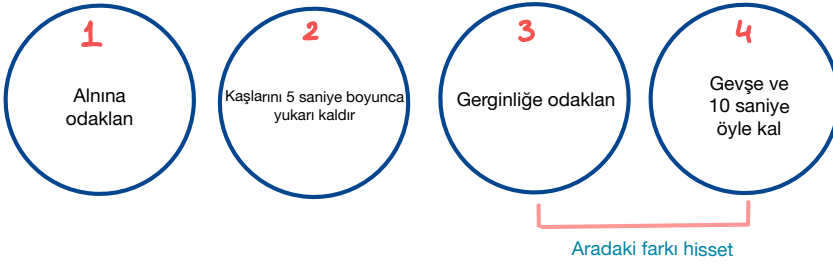 1
Alnına
odaklan
2
Kaşlarını 5 saniye boyunca
yukarı kaldır
3
Gerginliğe odaklan
4
Gevşe ve
10 saniye
öyle kal
Aradaki farkı hisset